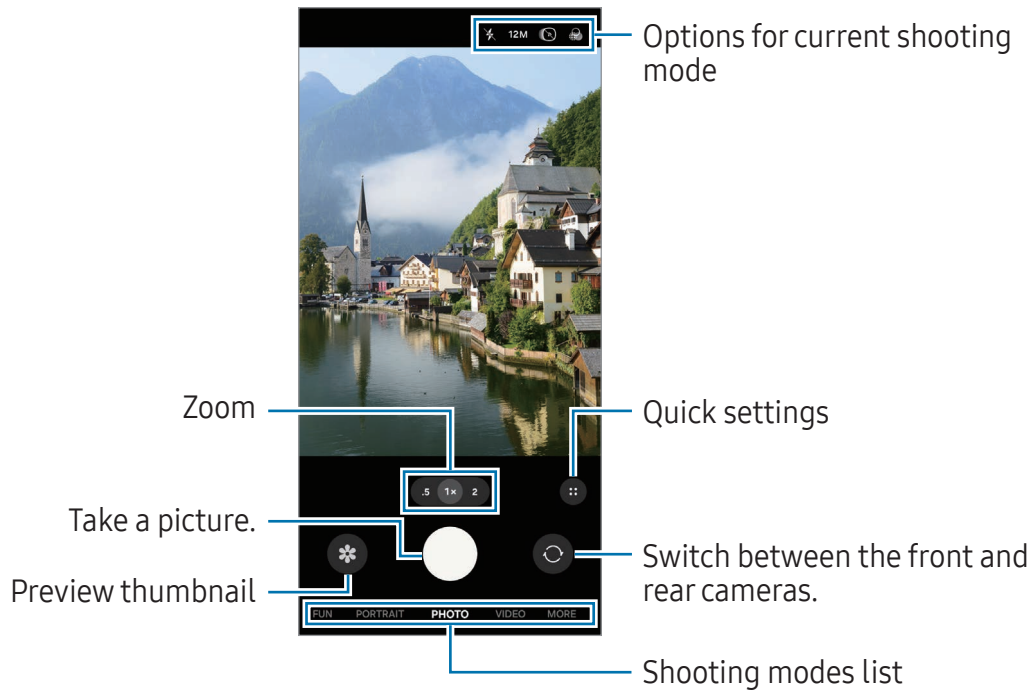 12M
Options for current shooting
mode
Zoom
Quick settings
.5 1× 2
Take a picture.
Switch between the front and
rear cameras.
Preview thumbnail
FUN PORTRAIT PHOTO VIDEO MORE
Shooting modes list